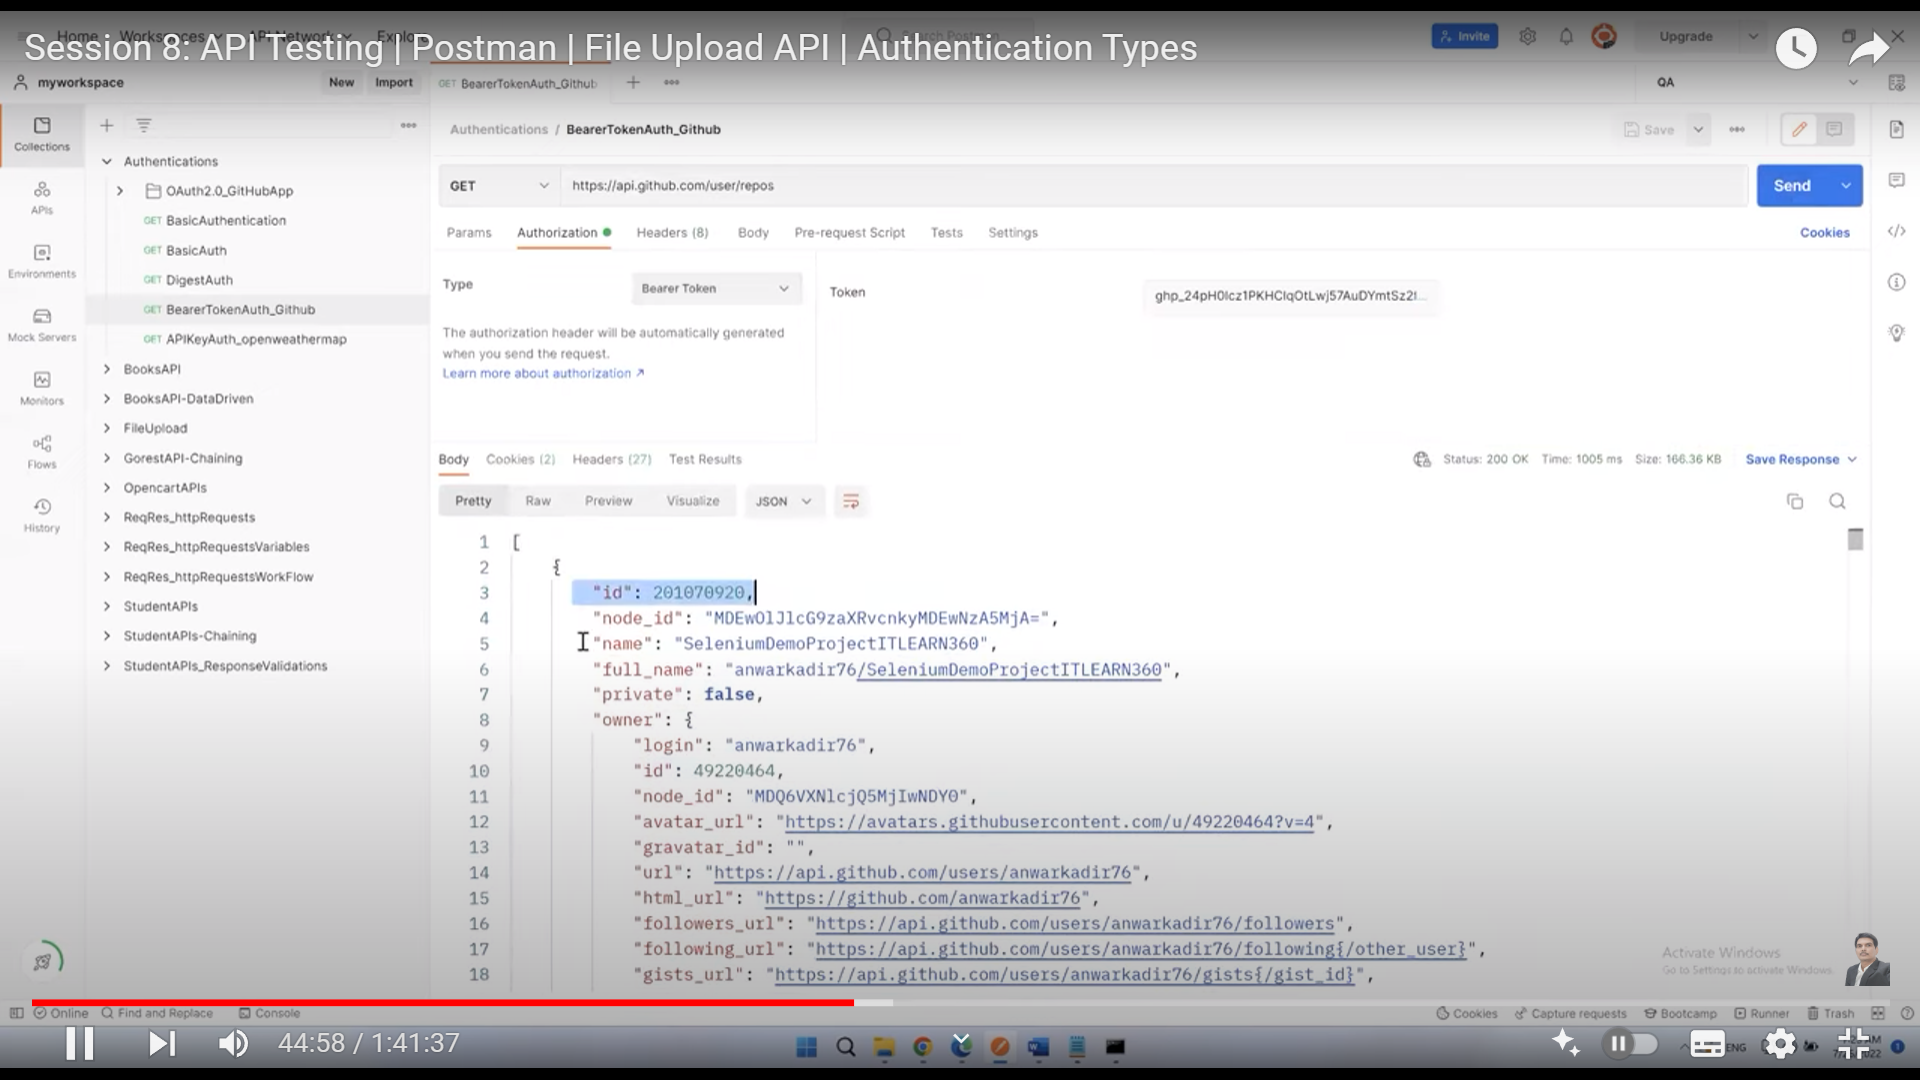 Session 8: API Testing | Postman | File Upload API | Authentication Types
Home Workspaces API Network Explore
Invite
Upgrade
myworkspace
New Import
GET BearerTokenAuth_Github
QA
Authentications / BearerTokenAuth_Github
Save
Collections
APIs
Environments
Mock Servers
Monitors
Flows
History
Authentications
OAuth2.0_GitHubApp
GET BasicAuthentication
GET BasicAuth
GET DigestAuth
GET BearerTokenAuth_Github
GET APIKeyAuth_openweathermap
BooksAPI
BooksAPI-DataDriven
FileUpload
GorestAPI-Chaining
OpencartAPIs
ReqRes_httpRequests
ReqRes_httpRequestsVariables
ReqRes_httpRequestsWorkFlow
StudentAPIs
StudentAPIs-Chaining
StudentAPIs_ResponseValidations
GET https://api.github.com/user/repos
Send
Params Authorization Headers (8) Body Pre-request Script Tests Settings
Cookies
Type Bearer Token
The authorization header will be automatically generated
when you send the request.
Learn more about authorization ↗
Token
Body Cookies (2) Headers (27) Test Results
Status: 200 OK Time: 1005 ms Size: 166.36 KB Save Response
Pretty Raw Preview Visualize JSON
1 [
2 {
3 "id": 201070920,
4 "node_id": "MDEwOlJlcG9zaXRvcnkyMDEwNzA5MjA=",
5 "name": "SeleniumDemoProjectITLEARN360",
6 "full_name": "anwarkadir76/SeleniumDemoProjectITLEARN360",
7 "private": false,
8 "owner": {
9 "login": "anwarkadir76",
10 "id": 49220464,
11 "node_id": "MDQ6VXNlcjQ5MjIwNDY0",
12 "avatar_url": "https://avatars.githubusercontent.com/u/49220464?v=4",
13 "gravatar_id": "",
14 "url": "https://api.github.com/users/anwarkadir76",
15 "html_url": "https://github.com/anwarkadir76",
16 "followers_url": "https://api.github.com/users/anwarkadir76/followers",
17 "following_url": "https://api.github.com/users/anwarkadir76/following{/other_user}",
18 "gists_url": "https://api.github.com/users/anwarkadir76/gists{/gist_id}",
Activate Windows
Go to Settings to activate Windows.
Online Find and Replace Console
Cookies Capture requests Bootcamp Runner Trash
44:58 / 1:41:37
ENG